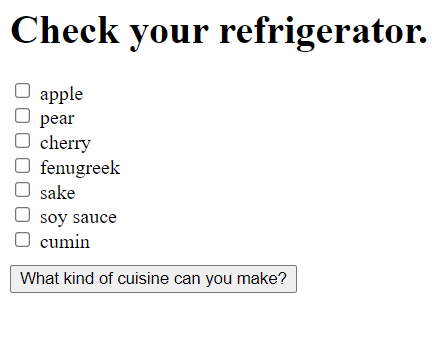 Check your refrigerator.
apple
pear
cherry
fenugreek
sake
soy sauce
cumin
What kind of cuisine can you make?